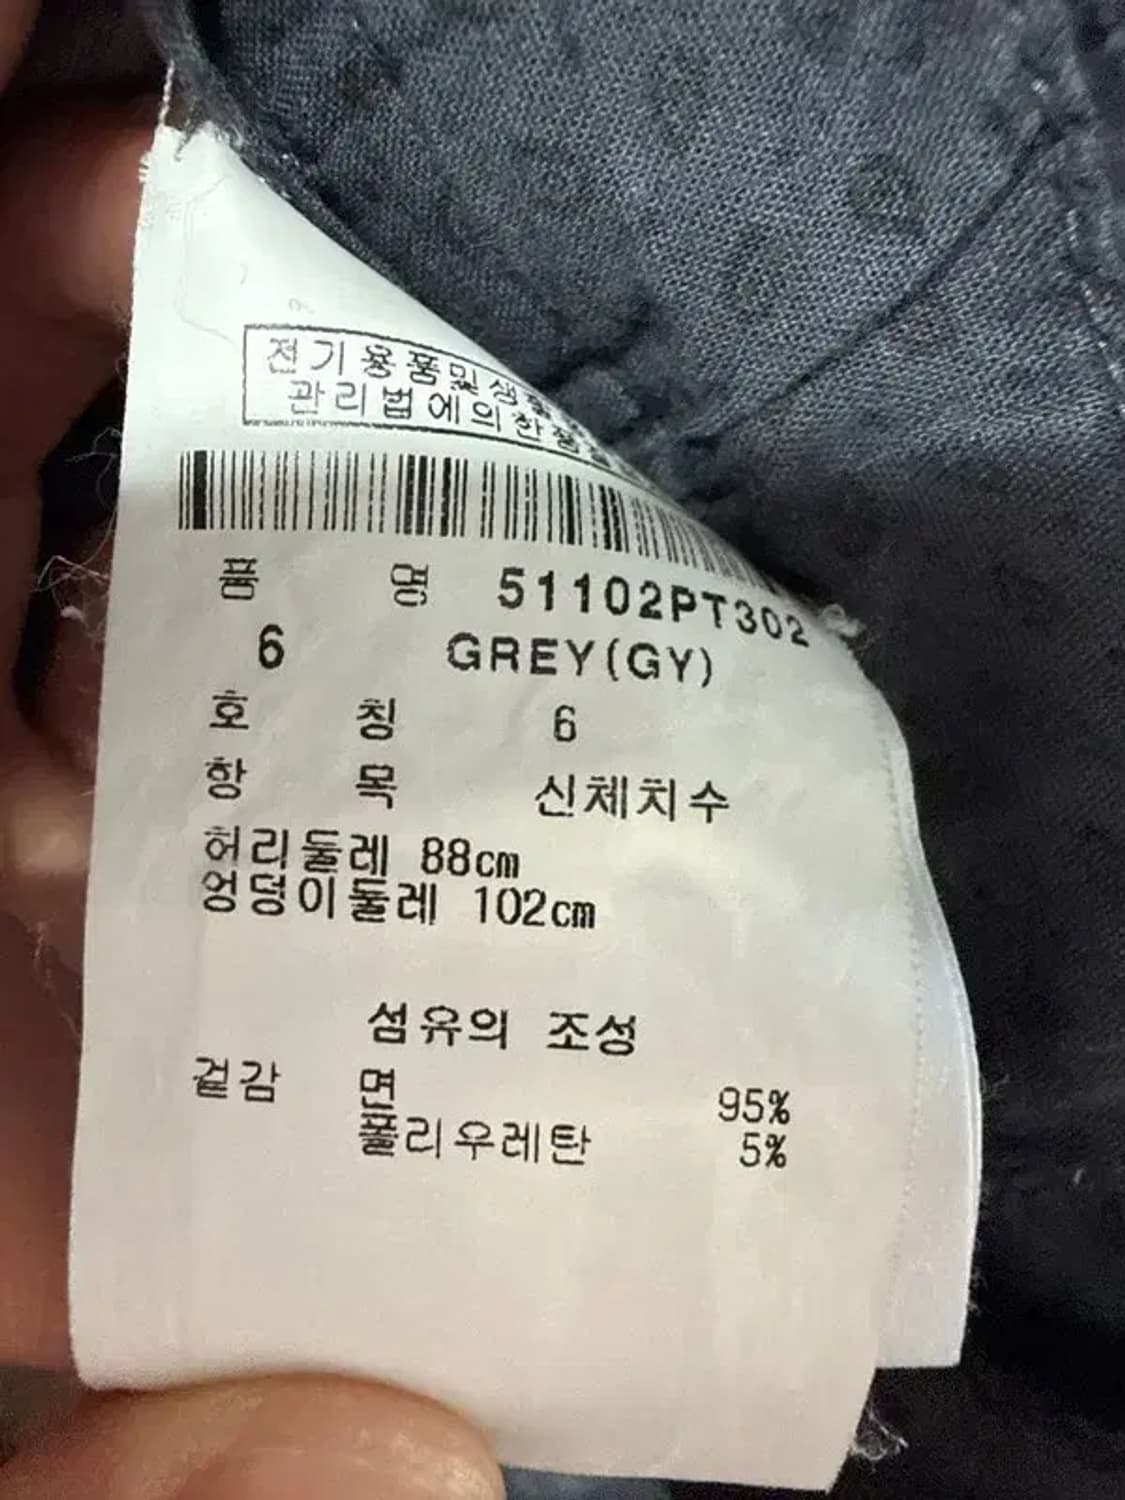 전기용품및생
관리법에의한
품 명 51102PT302
6 GREY(GY)
호 칭 6
항 목 신체치수
허리둘레 88cm
엉덩이둘레 102cm
섬유의 조성
겉감 면 95%
폴리우레탄 5%